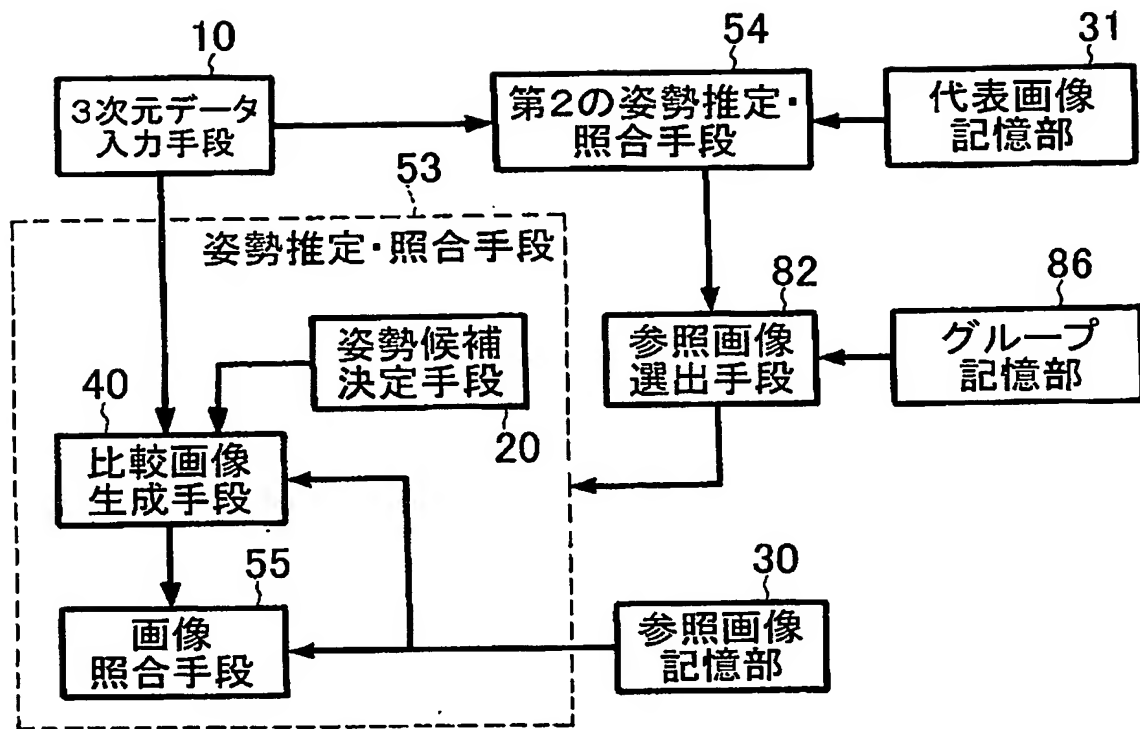 10
3次元データ
入力手段
54
第2の姿勢推定・
照合手段
31
代表画像
記憶部
53
姿勢推定・照合手段
姿勢候補
決定手段
20
82
参照画像
選出手段
86
グループ
記憶部
40
比較画像
生成手段
55
画像
照合手段
30
参照画像
記憶部